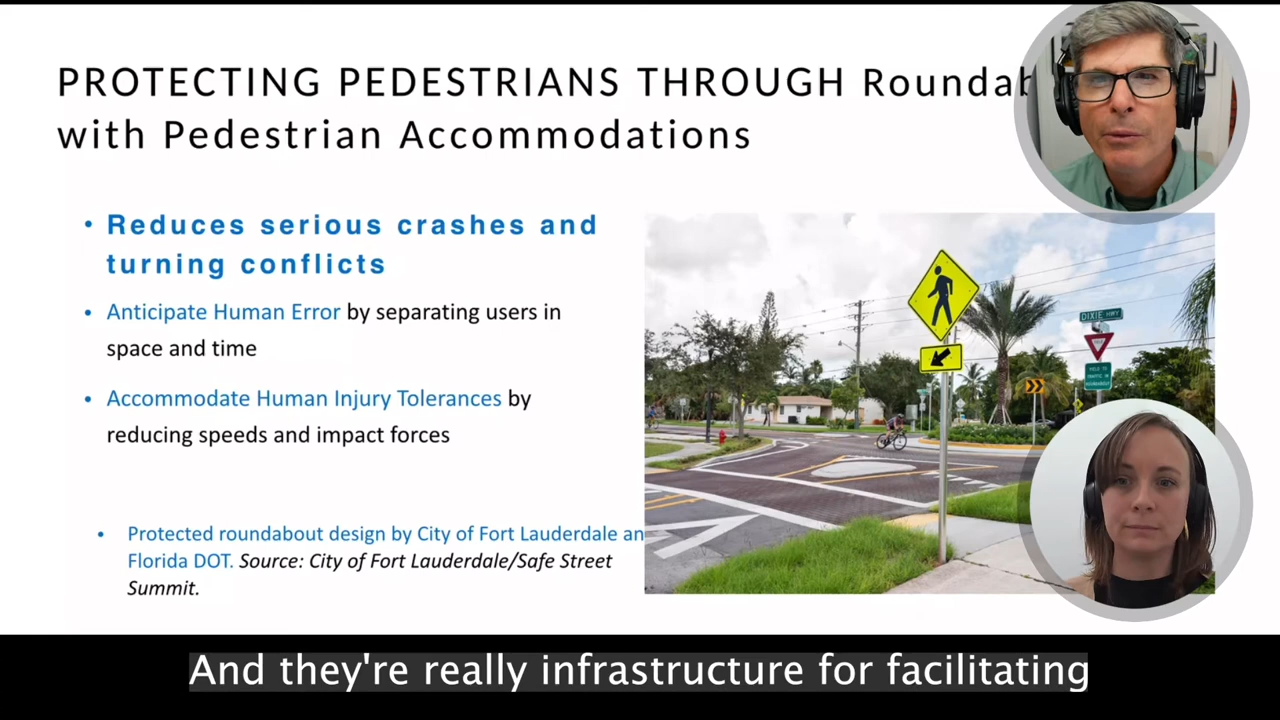 PROTECTING PEDESTRIANS THROUGH Roundab
with Pedestrian Accommodations
• Reduces serious crashes and
turning conflicts
• Anticipate Human Error by separating users in
space and time
• Accommodate Human Injury Tolerances by
reducing speeds and impact forces
• Protected roundabout design by City of Fort Lauderdale an
Florida DOT. Source: City of Fort Lauderdale/Safe Street
Summit.
DIXIE HWY
YIELD
And they're really infrastructure for facilitating